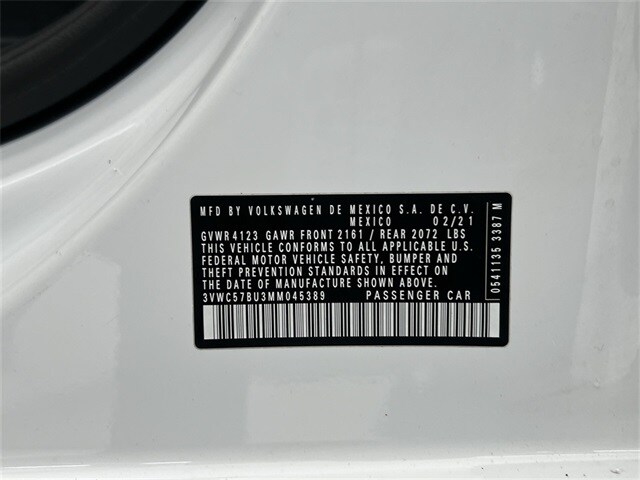 MFD BY VOLKSWAGEN DE MEXICO S.A. DE C.V.
MEXICO 02/21
GVWR 4123 GAWR FRONT 2161 / REAR 2072 LBS
THIS VEHICLE CONFORMS TO ALL APPLICABLE U.S.
FEDERAL MOTOR VEHICLE SAFETY, BUMPER AND
THEFT PREVENTION STANDARDS IN EFFECT ON
THE DATE OF MANUFACTURE SHOWN ABOVE.
3VWC57BU3MM045389 PASSENGER CAR
0541135 3387 M